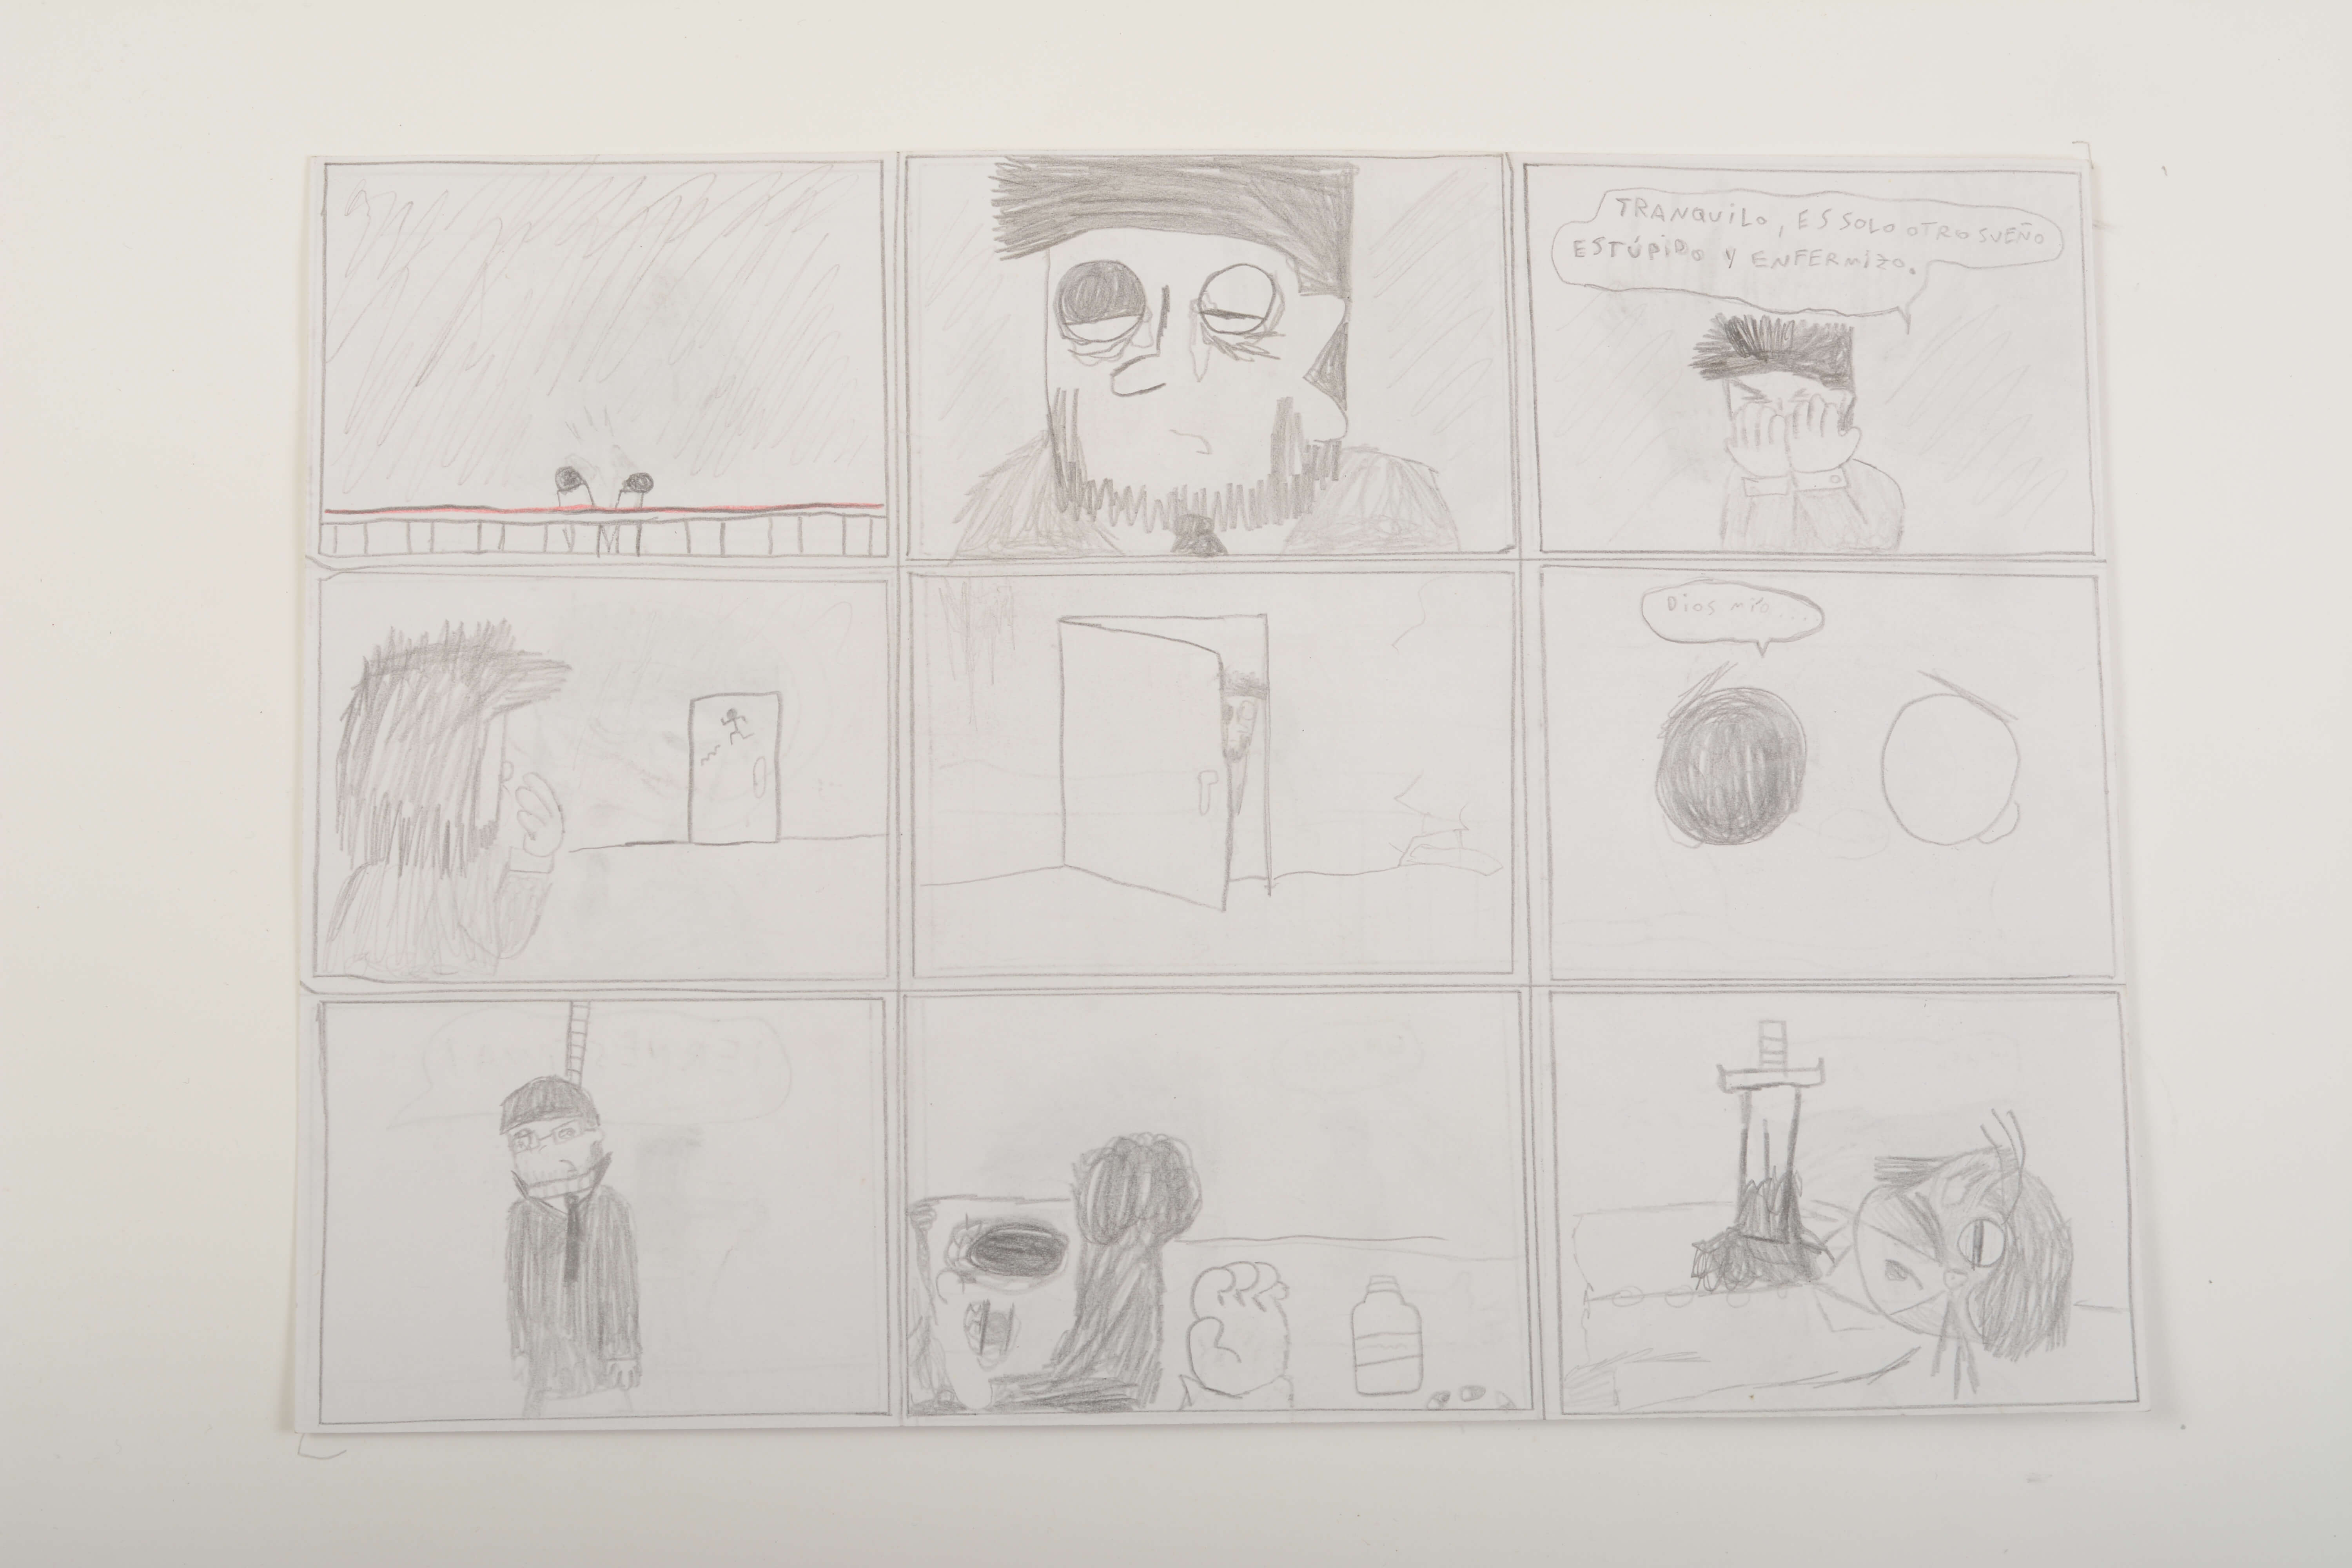 TRANQUILO, ES SOLO OTRO SUEÑO
ESTÚPIDO Y ENFERMIZO.
DIOS MÍO....